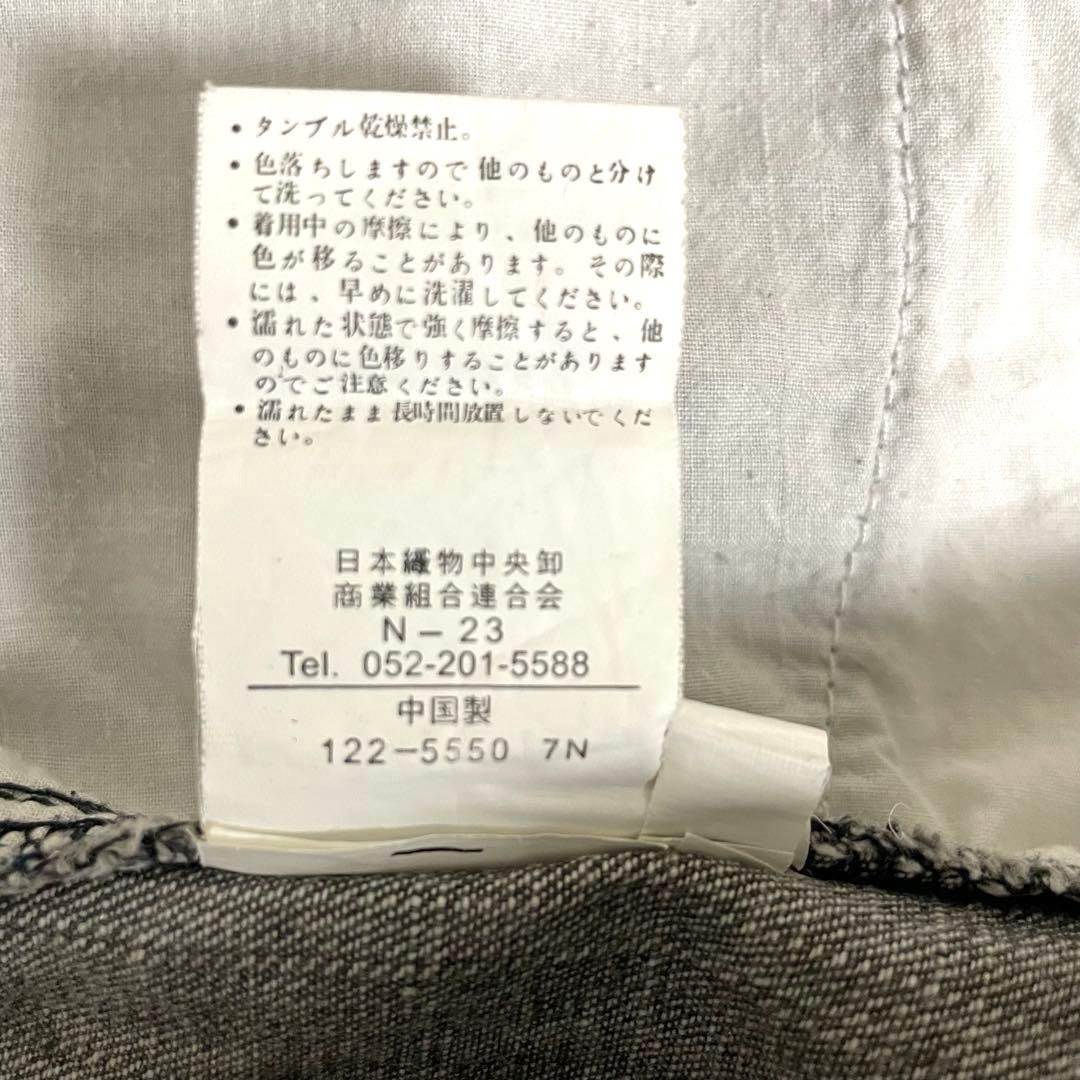 • タンブル乾燥禁止。
• 色落ちしますので他のものと分け
て洗ってください。
• 着用中の摩擦により、他のものに
色が移ることがあります。その際
には、早めに洗濯してください。
• 濡れた状態で強く摩擦すると、他
のものに色移りすることがあります
のでご注意ください。
• 濡れたまま長時間放置しないでくだ
さい。
日本織物中央卸
商業組合連合会
N-23
Tel. 052-201-5588
中国製
122-5550 7N